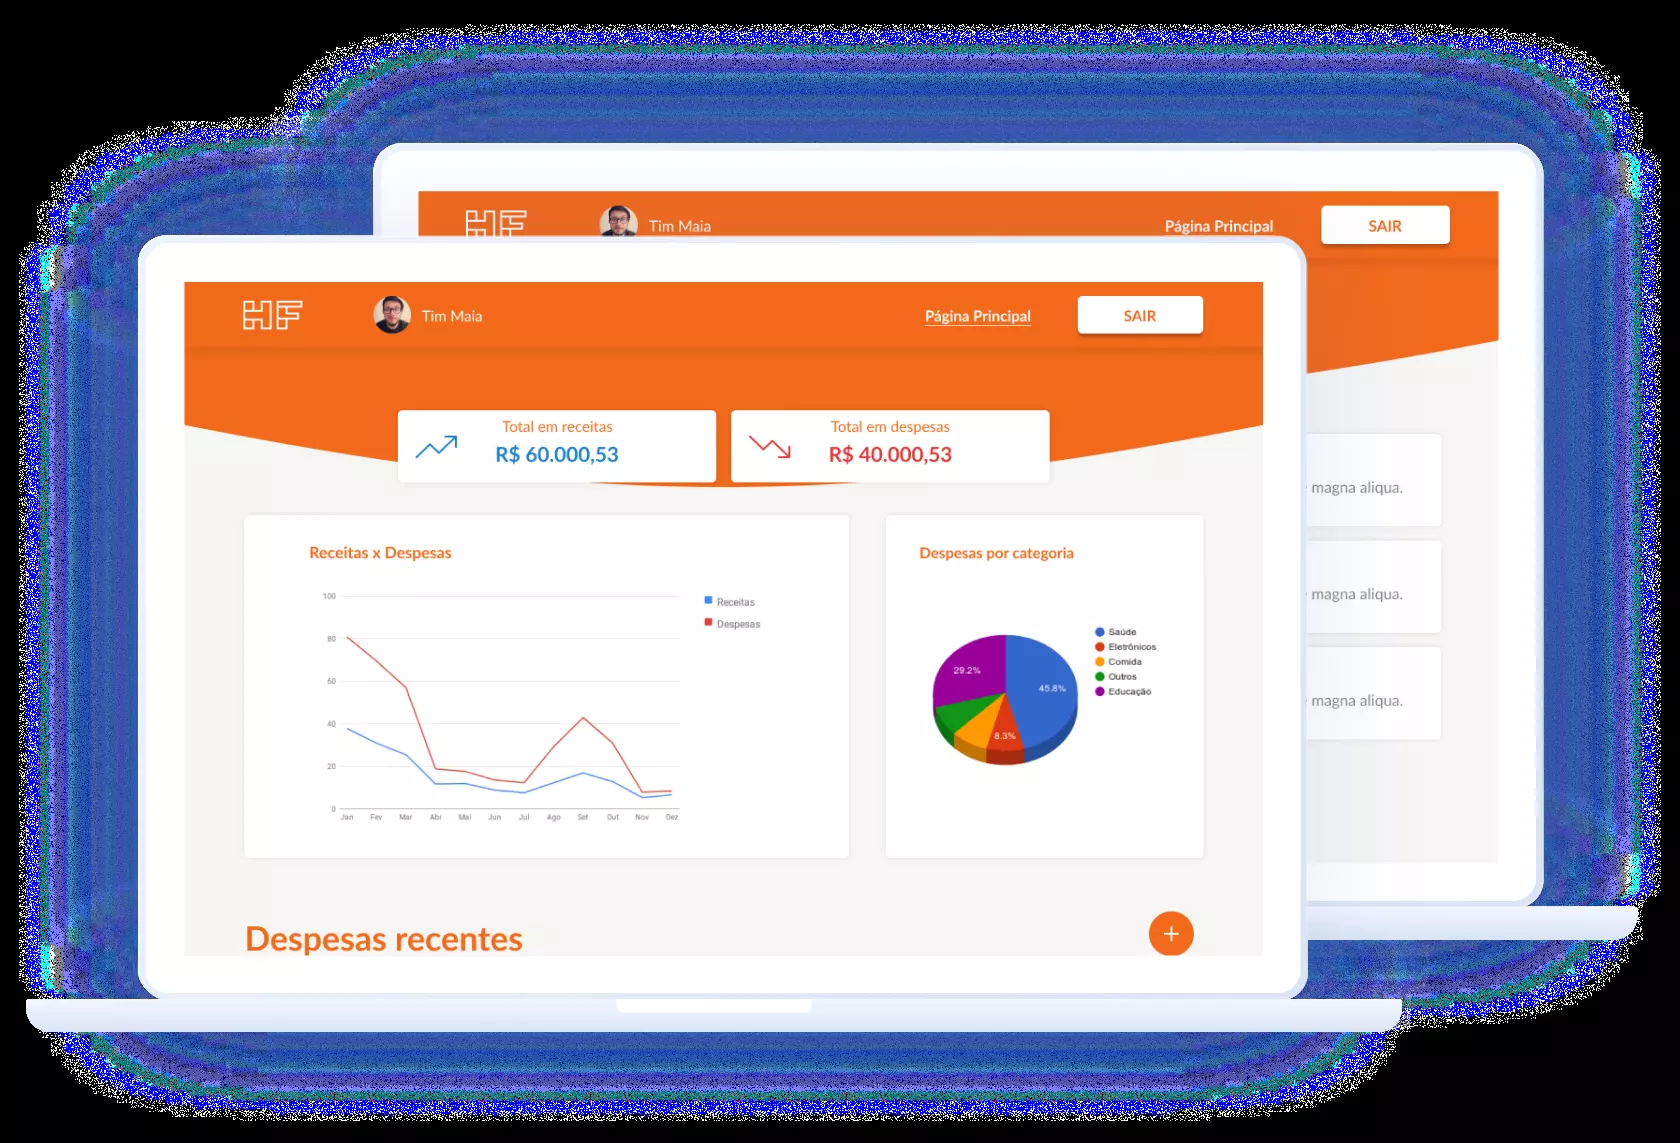 HF
Tim Maia
Página Principal
SAIR
HF
Tim Maia
Página Principal
SAIR
Total em receitas
R$ 60.000,53
Total em despesas
R$ 40.000,53
magna aliqua.
magna aliqua.
magna aliqua.
Receitas x Despesas
100
80
60
40
20
0
Jan Fev Mar Abr Mai Jun Jul Ago Set Out Nov Dez
Receitas
Despesas
Despesas por categoria
29.2%
45.8%
8.3%
Saúde
Eletrônicos
Comida
Outros
Educação
Despesas recentes
+